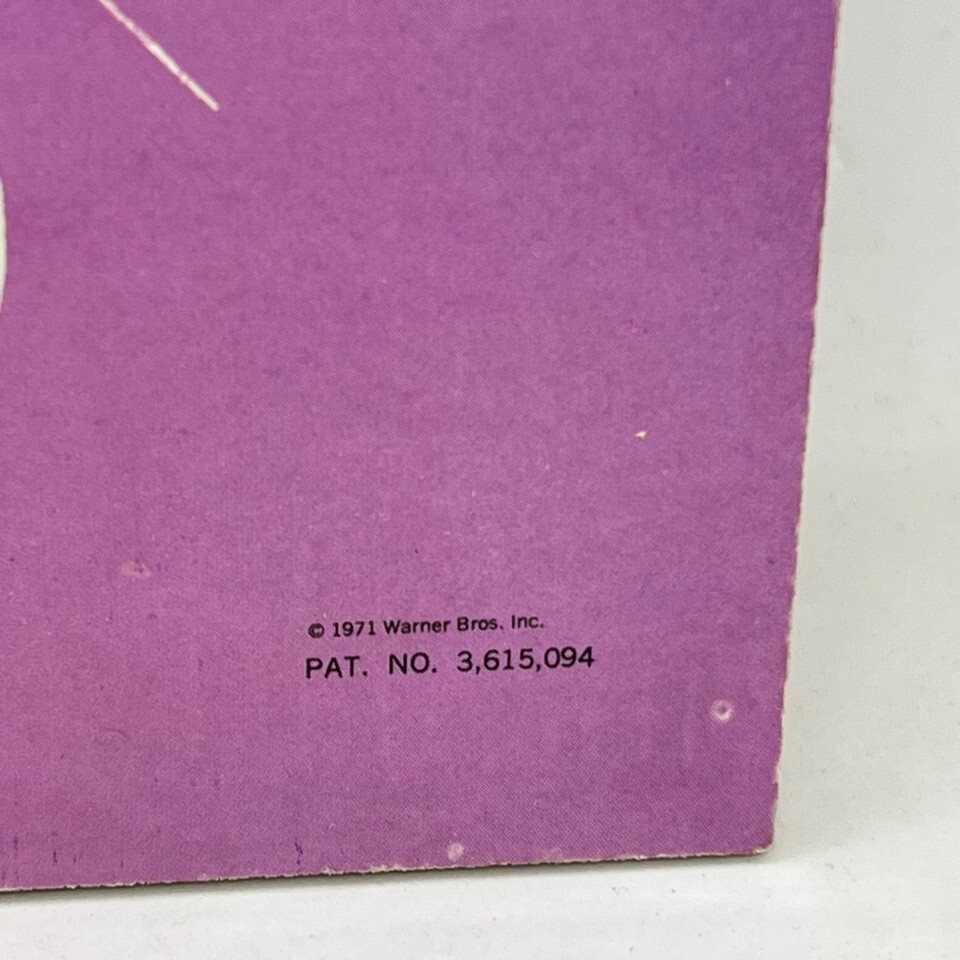 © 1971 Warner Bros. Inc.
PAT. NO. 3,615,094